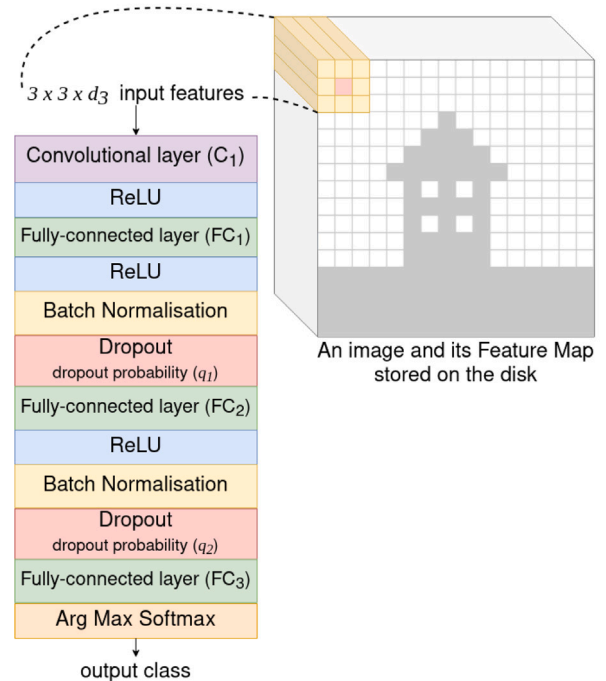 3 x 3 x d3 input features
Convolutional layer (C1)
ReLU
Fully-connected layer (FC1)
ReLU
Batch Normalisation
Dropout
dropout probability (q1)
Fully-connected layer (FC2)
ReLU
Batch Normalisation
Dropout
dropout probability (q2)
Fully-connected layer (FC3)
Arg Max Softmax
output class
An image and its Feature Map
stored on the disk